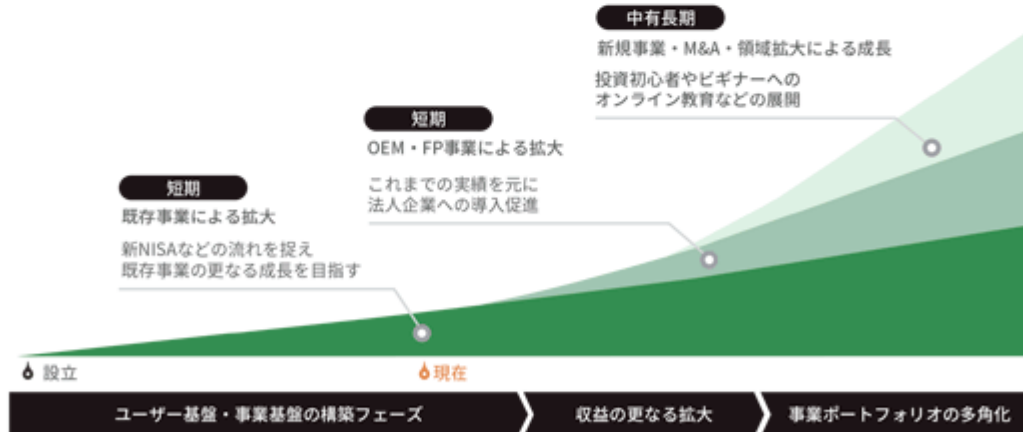 中有長期
新規事業・M&A・領域拡大による成長
投資初心者やビギナーへの
オンライン教育などの展開
短期
OEM・FP事業による拡大
これまでの実績を元に
法人企業への導入促進
短期
既存事業による拡大
新NISAなどの流れを捉え
既存事業の更なる成長を目指す
設立
現在
ユーザー基盤・事業基盤の構築フェーズ
収益の更なる拡大
事業ポートフォリオの多角化